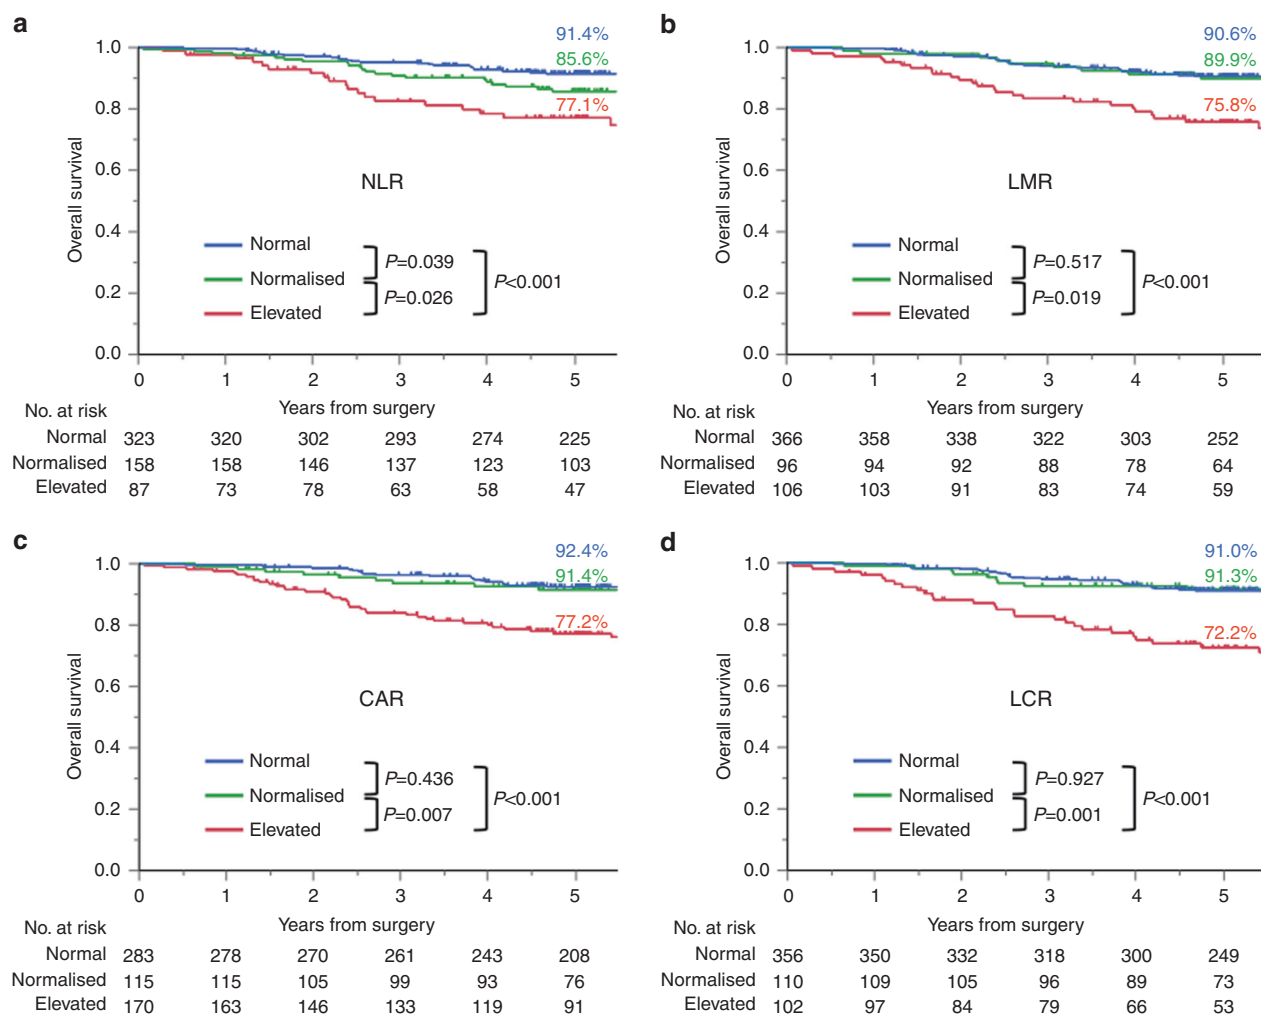 a
91.4%
85.6%
77.1%
1.0
0.8
0.6
0.4
0.2
0.0
Overall survival
NLR
Normal
Normalised
Elevated
P=0.039
P=0.026
P<0.001
0 1 2 3 4 5
Years from surgery
No. at risk
Normal 323 320 302 293 274 225
Normalised 158 158 146 137 123 103
Elevated 87 73 78 63 58 47
b
90.6%
89.9%
75.8%
1.0
0.8
0.6
0.4
0.2
0.0
Overall survival
LMR
Normal
Normalised
Elevated
P=0.517
P=0.019
P<0.001
0 1 2 3 4 5
Years from surgery
No. at risk
Normal 366 358 338 322 303 252
Normalised 96 94 92 88 78 64
Elevated 106 103 91 83 74 59
c
92.4%
91.4%
77.2%
1.0
0.8
0.6
0.4
0.2
0.0
Overall survival
CAR
Normal
Normalised
Elevated
P=0.436
P=0.007
P<0.001
0 1 2 3 4 5
Years from surgery
No. at risk
Normal 283 278 270 261 243 208
Normalised 115 115 105 99 93 76
Elevated 170 163 146 133 119 91
d
91.0%
91.3%
72.2%
1.0
0.8
0.6
0.4
0.2
0.0
Overall survival
LCR
Normal
Normalised
Elevated
P=0.927
P=0.001
P<0.001
0 1 2 3 4 5
Years from surgery
No. at risk
Normal 356 350 332 318 300 249
Normalised 110 109 105 96 89 73
Elevated 102 97 84 79 66 53